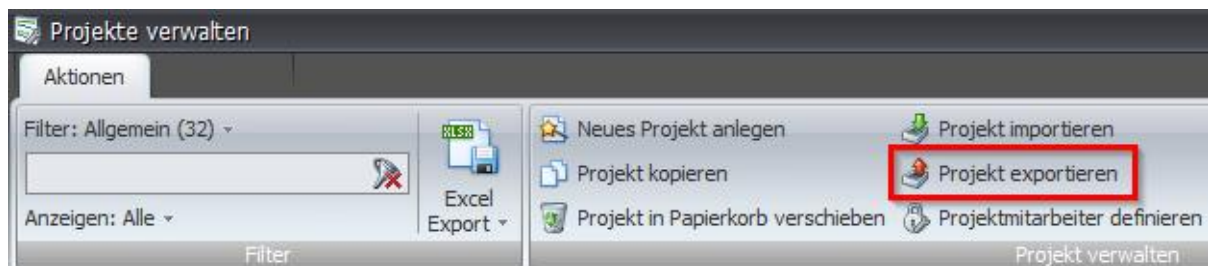 Projekte verwalten
Aktionen
Filter: Allgemein (32)
Anzeigen: Alle
Filter
XLSX
Excel
Export
Neues Projekt anlegen
Projekt kopieren
Projekt in Papierkorb verschieben
Projekt importieren
Projekt exportieren
Projektmitarbeiter definieren
Projekt verwalten